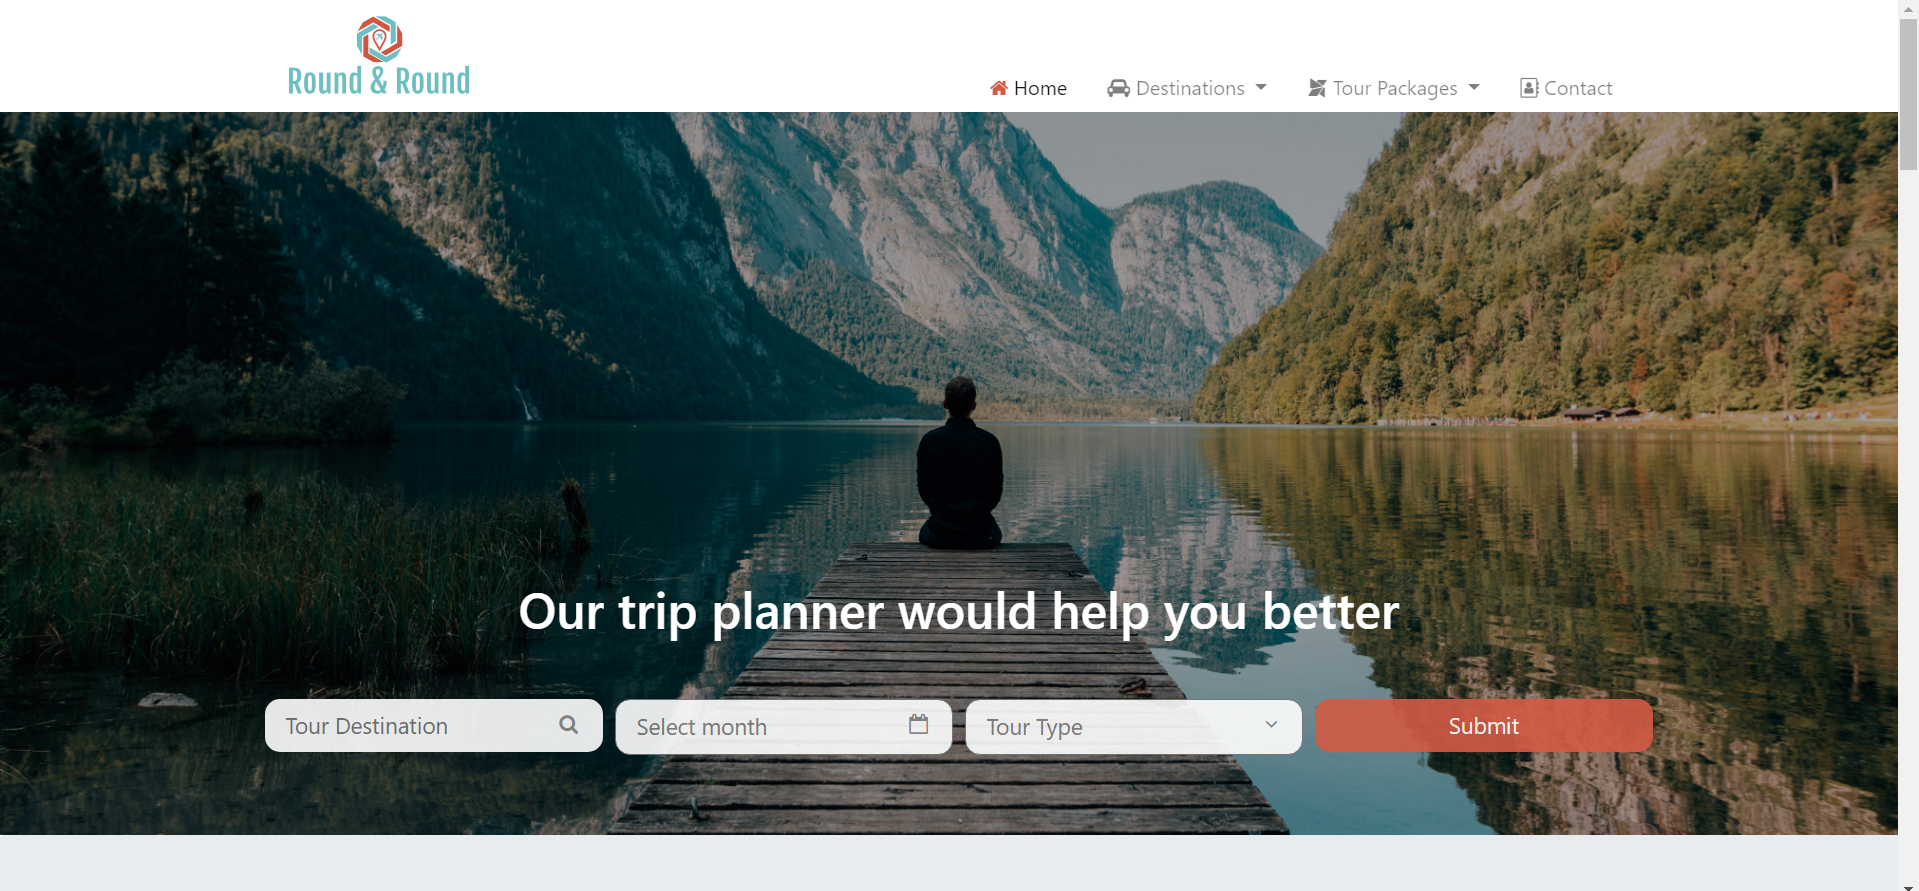 Round & Round
Home Destinations Tour Packages Contact
Our trip planner would help you better
Tour Destination Select month Tour Type Submit